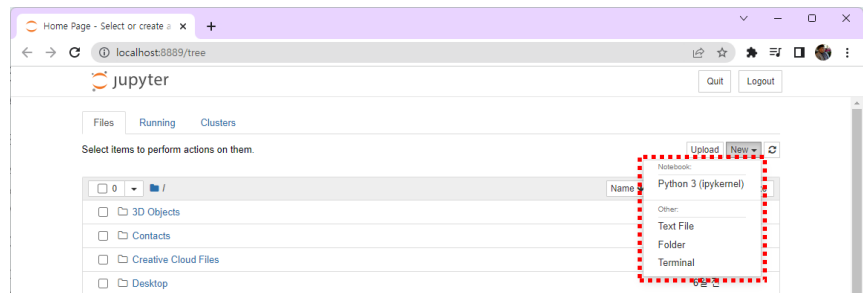 Home Page - Select or create a
localhost:8889/tree
jupyter
Quit
Logout
Files
Running
Clusters
Select items to perform actions on them.
Upload
New
0
/
Name
Notebook:
Python 3 (ipykernel)
Other:
Text File
Folder
Terminal
3D Objects
Contacts
Creative Cloud Files
Desktop